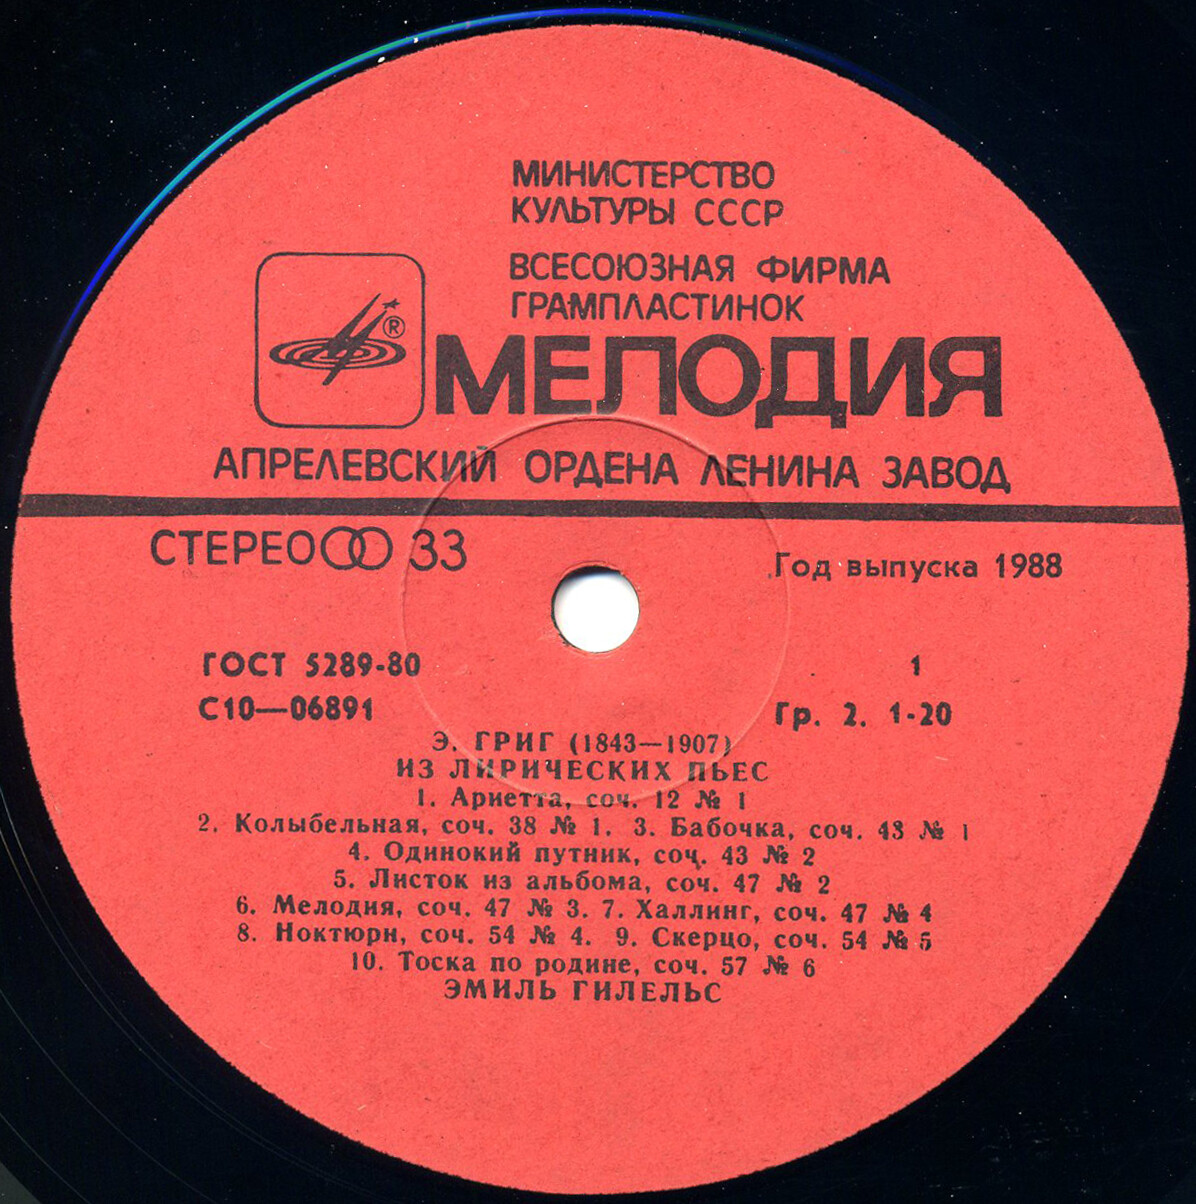 МИНИСТЕРСТВО
КУЛЬТУРЫ СССР
ВСЕСОЮЗНАЯ ФИРМА
ГРАМПЛАСТИНОК
®
МЕЛОДИЯ
АПРЕЛЕВСКИЙ ОРДЕНА ЛЕНИНА ЗАВОД
СТЕРЕО 33
Год выпуска 1988
ГОСТ 5289-80
1
С10—06891
Гр. 2. 1-20
Э. ГРИГ (1843—1907)
ИЗ ЛИРИЧЕСКИХ ПЬЕС
1. Ариетта, соч. 12 № 1
2. Колыбельная, соч. 38 № 1. 3. Бабочка, соч. 43 № 1
4. Одинокий путник, соч. 43 № 2
5. Листок из альбома, соч. 47 № 2
6. Мелодия, соч. 47 № 3. 7. Халлинг, соч. 47 № 4
8. Ноктюрн, соч. 54 № 4. 9. Скерцо, соч. 54 № 5
10. Тоска по родине, соч. 57 № 6
ЭМИЛЬ ГИЛЕЛЬС